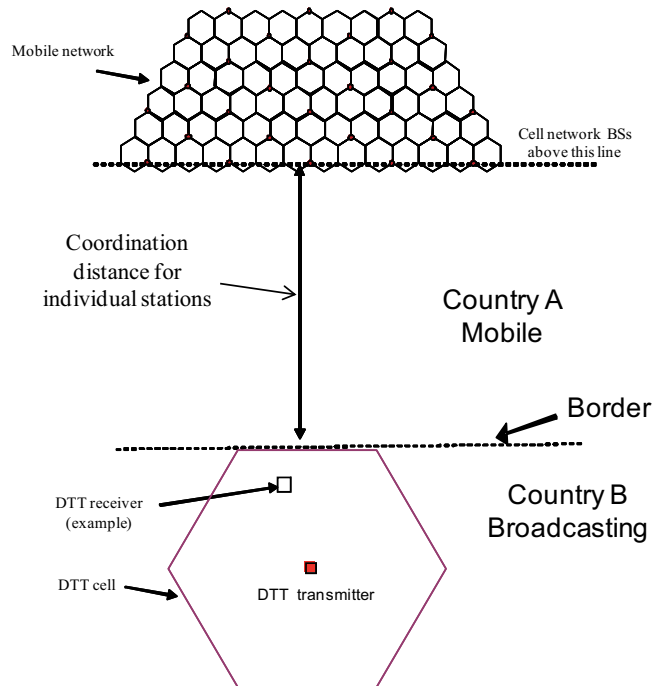 Mobile network
Cell network BSs
above this line
Coordination
distance for
individual stations
Country A
Mobile
Border
DTT receiver
(example)
Country B
Broadcasting
DTT cell
DTT transmitter